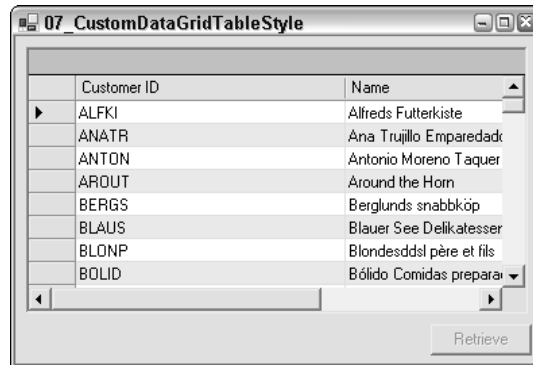 07_CustomDataGridTableStyle
Customer ID Name
ALFKI Alfreds Futterkiste
ANATR Ana Trujillo Emparedado
ANTON Antonio Moreno Taquer
AROUT Around the Horn
BERGS Berglunds snabbköp
BLAUS Blauer See Delikatessen
BLONP Blondesddsl père et fils
BOLID Bólido Comidas prepara
Retrieve